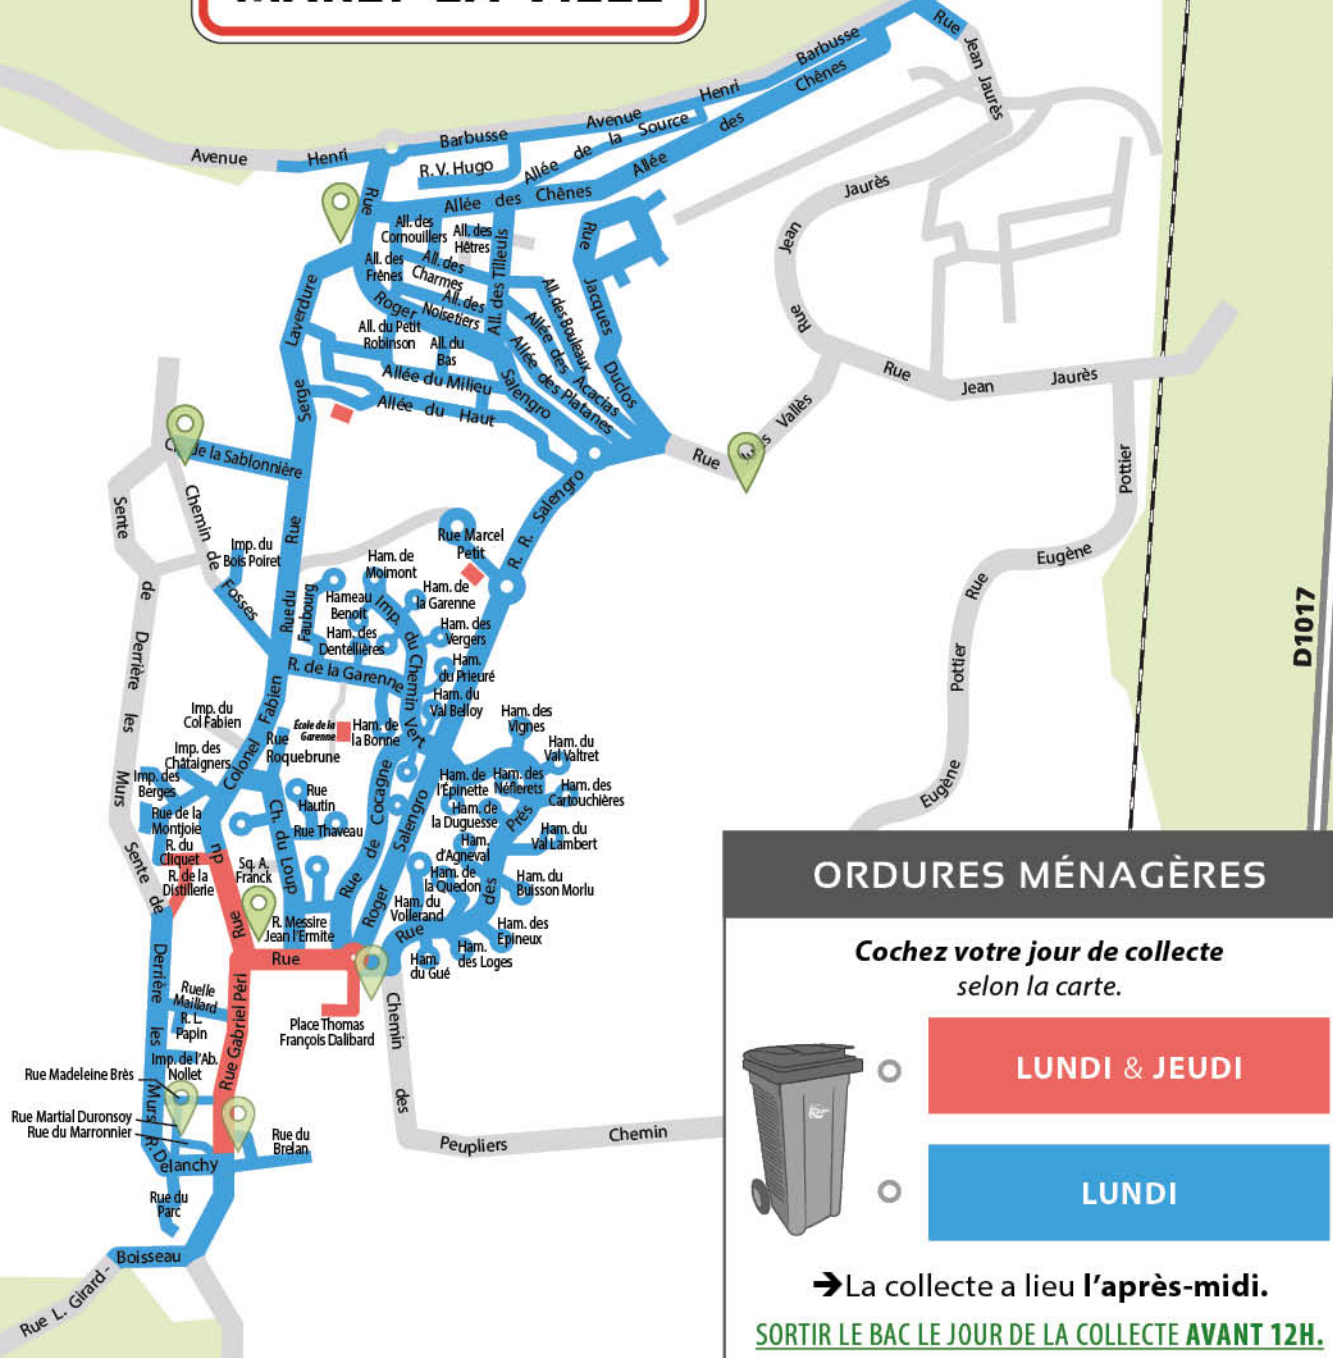 Rue
Jean Jaurès
Barbusse
Chênes
Henri
des
Avenue
Allée de la Source
Barbusse
Avenue
Henri
R. V. Hugo
Allée
Rue
Allée des Chênes
Jaurès
Jean
Rue
All. des
Cornouillers
All. des
Hêtres
All. des Tilleuls
Rue
Jacques
Duclos
All. des
Frênes
All. des
Charmes
All. des
Noisetiers
Roger
All. des Bouleaux
Allée des Acacias
Allée des Platanes
Laverdure
All. du Petit
Robinson
All. du
Bas
Allée du Milieu
Salengro
Serge
Allée du Haut
Rue
Jean
Jaurès
Rue
Vallès
Pottier
Ch. de la Sablonnière
Sente
Chemin de
Fosses
Rue
R. R. Salengro
Rue Marcel
Petit
Imp. du
Bois Poiret
Ham. de
Moimont
Eugène
Rue
D1017
de
Derrière
les
Murs
Rue du
Faubourg
Hameau
Benoit
Imp.
du Chemin Vert
Ham. de
la Garenne
Ham. des
Vergers
Ham. des
Dentellières
R. de la Garenne
Ham.
du Prieuré
Pottier
Fabien
Ham. du
Val Belloy
Imp. du
Col Fabien
École de la
Garenne
Ham. de
la Bonne
Ham. des
Vignes
Rue
Roquebrune
Colonel
Imp. des
Châtaigners
Ham. du
Val Valtret
Imp. des
Berges
Ham. de
l'Épinette
Ham. des
Néflerets
Ham. des
Cartouchières
Eugène
Rue
Hautin
Cocagne
Salengro
Rue de la
Montjoie
Ch. du Loup
Rue Thaveau
Ham. de
la Duguesse
Prés
Ham. du
Val Lambert
R. du
Cliquet
du
Ham.
d'Agneval
Sente de
R. de la
Distillerie
Sq. A.
Franck
Rue de
Ham. de
la Quedon
des
Ham. du
Buisson Morlu
Roger
Ham. du
Vollerand
Rue
R. Messire
Jean l'Ermite
Rue
Ham. des
Epineux
Rue
Ham.
du Gué
Ham.
des Loges
Derrière
les
Murs
Ruelle
Maillard
R. L.
Papin
Rue Gabriel Péri
Place Thomas
François Dalibard
Chemin
des
Peupliers
Chemin
Imp. de l'Ab.
Nollet
Rue Madeleine Brès
Rue Martial Duronsoy
Rue du Marronnier
R. Delanchy
Rue du
Brelan
Rue du
Parc
Boisseau
Rue L. Girard-
ORDURES MÉNAGÈRES
Cochez votre jour de collecte
selon la carte.
LUNDI & JEUDI
LUNDI
➔La collecte a lieu l'après-midi.
SORTIR LE BAC LE JOUR DE LA COLLECTE AVANT 12H.